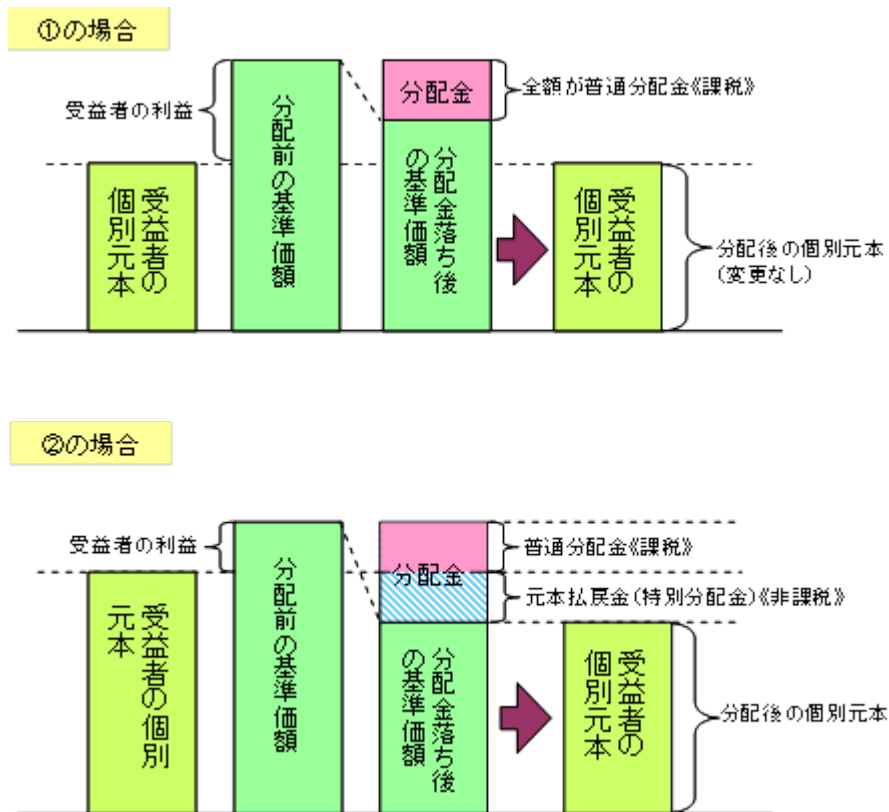 ①の場合
受益者の利益
受益者の
個別元本
分配前の基準価額
分配金
分配金落ち後
の基準価額
全額が普通分配金《課税》
受益者の
個別元本
分配後の個別元本
(変更なし)
②の場合
受益者の利益
受益者の個別
元本
分配前の基準価額
分配金
分配金落ち後
の基準価額
普通分配金《課税》
元本払戻金(特別分配金)《非課税》
受益者の
個別元本
分配後の個別元本